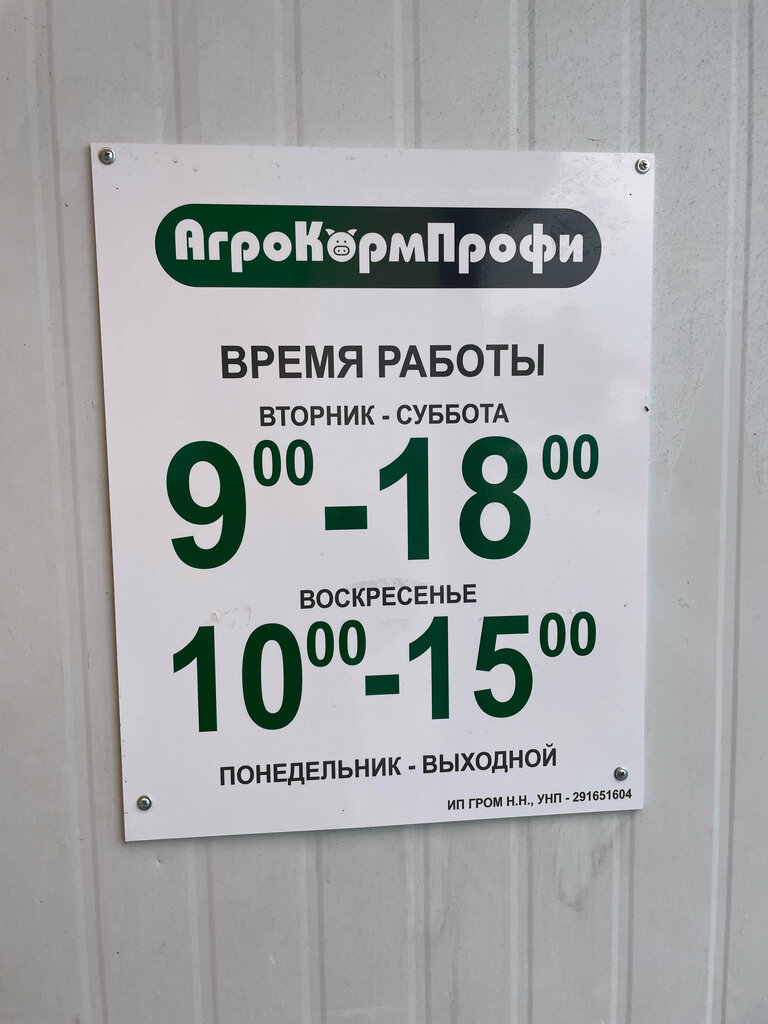 АгроКормПрофи
ВРЕМЯ РАБОТЫ
ВТОРНИК - СУББОТА
9⁰⁰-18⁰⁰
ВОСКРЕСЕНЬЕ
10⁰⁰-15⁰⁰
ПОНЕДЕЛЬНИК - ВЫХОДНОЙ
ИП ГРОМ Н.Н., УНП - 291651604